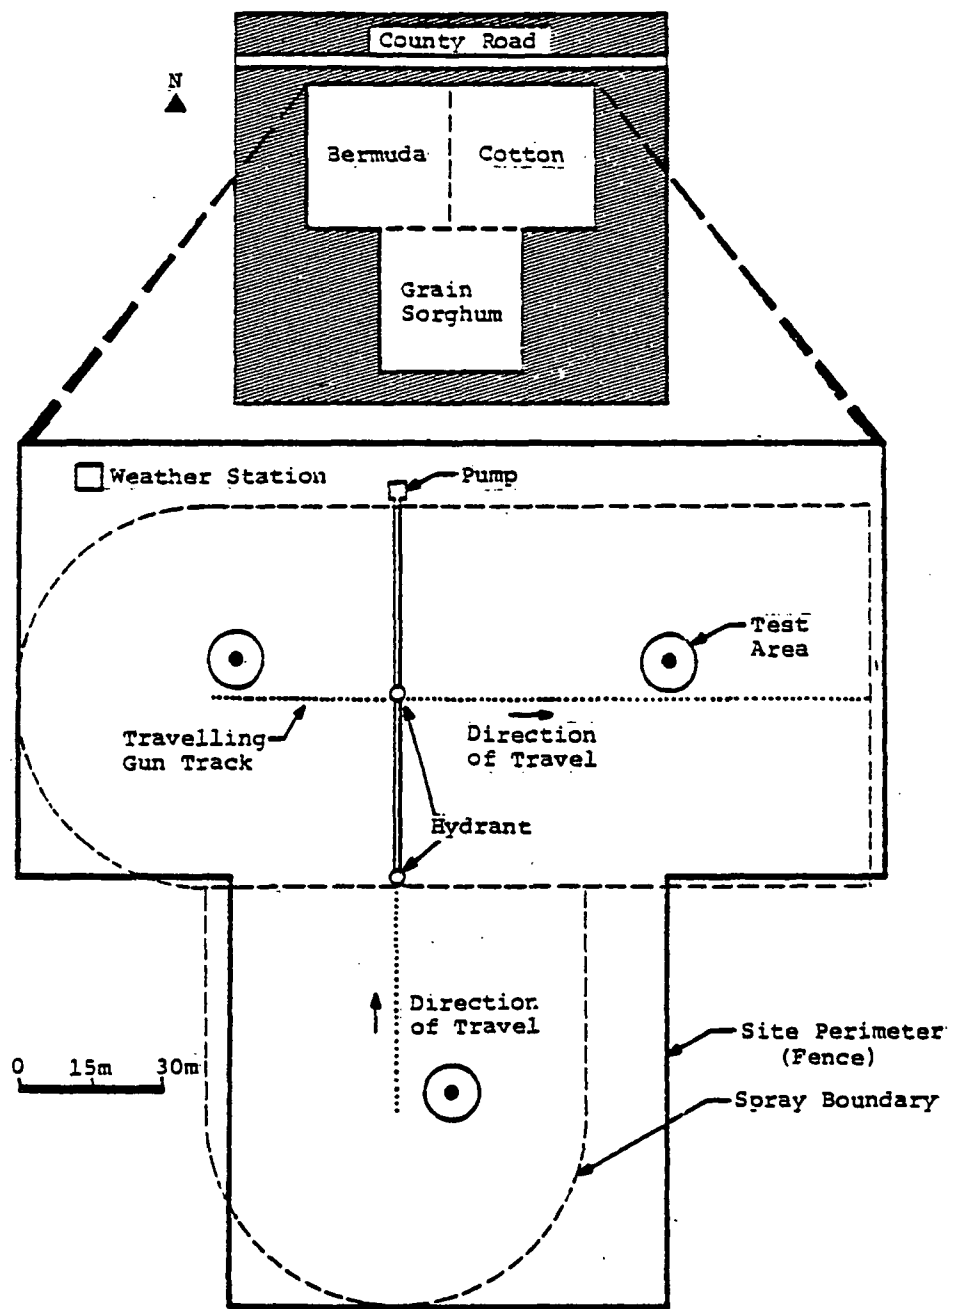 County Road
N
Bermuda
Cotton
Grain
Sorghum
Weather Station
Pump
Test
Area
Travelling
Gun Track
Direction
of Travel
Hydrant
Direction
of Travel
0 15m 30m
Site Perimeter
(Fence)
Spray Boundary